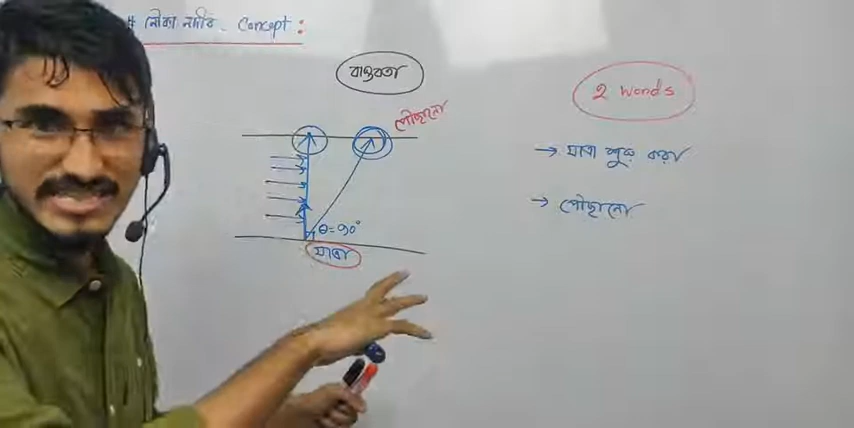 # নৌকা নদীর Concept :
বাস্তবতা
2 words
পৌছানো
→ যাত্রা শুরু করা
→ পৌছানো
θ=90°
যাত্রা